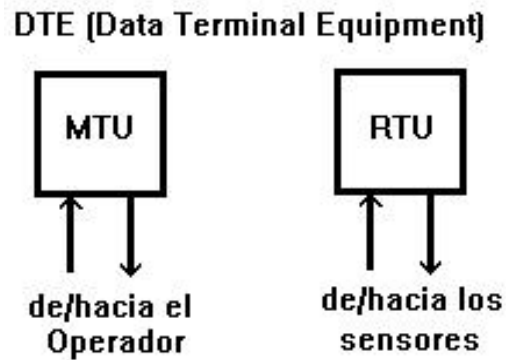 DTE (Data Terminal Equipment)
MTU
RTU
de/hacia el
Operador
de/hacia los
sensores